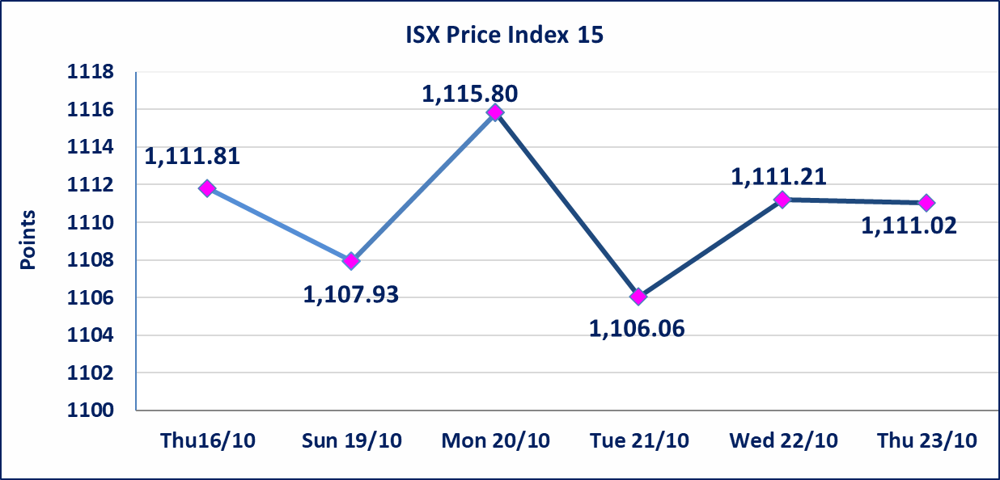 ISX Price Index 15
1118
1116
1114
1112
1110
1108
1106
1104
1102
1100
Points
1,111.81
1,107.93
1,115.80
1,106.06
1,111.21
1,111.02
Thu16/10
Sun 19/10
Mon 20/10
Tue 21/10
Wed 22/10
Thu 23/10